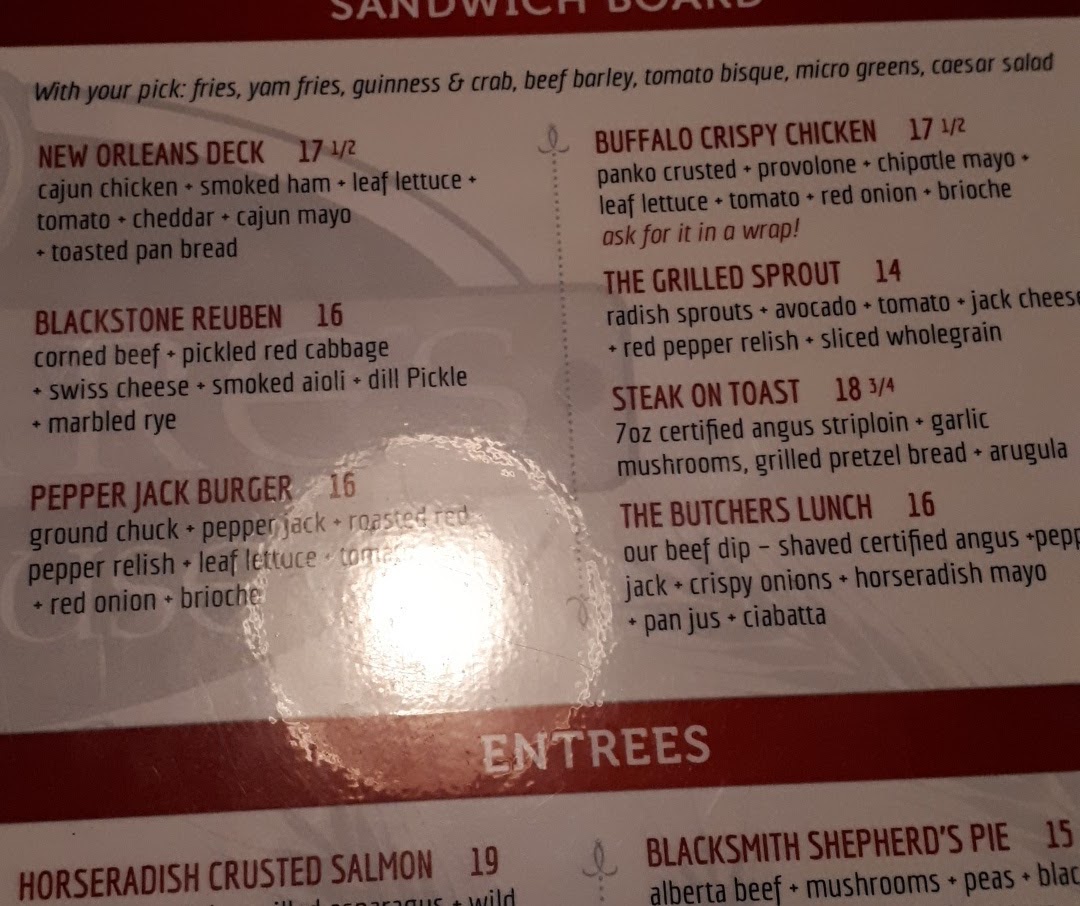 SANDWICH BOARD
With your pick: fries, yam fries, guinness & crab, beef barley, tomato bisque, micro greens, caesar salad
NEW ORLEANS DECK 17 1/2
cajun chicken + smoked ham + leaf lettuce +
tomato + cheddar + cajun mayo
+ toasted pan bread
BLACKSTONE REUBEN 16
corned beef + pickled red cabbage
+ swiss cheese + smoked aioli + dill Pickle
+ marbled rye
PEPPER JACK BURGER 16
ground chuck + pepper jack + roasted red
pepper relish + leaf lettuce +
+ red onion + brioche
BUFFALO CRISPY CHICKEN 17 1/2
panko crusted + provolone + chipotle mayo +
leaf lettuce + tomato + red onion + brioche
ask for it in a wrap!
THE GRILLED SPROUT 14
radish sprouts + avocado + tomato + jack cheese
+ red pepper relish + sliced wholegrain
STEAK ON TOAST 18 3/4
7oz certified angus striploin + garlic
mushrooms, grilled pretzel bread + arugula
THE BUTCHERS LUNCH 16
our beef dip – shaved certified angus +pepp
jack + crispy onions + horseradish mayo
+ pan jus + ciabatta
ENTREES
HORSERADISH CRUSTED SALMON 19
asparagus + wild
BLACKSMITH SHEPHERD'S PIE 15
alberta beef + mushrooms + peas + blac